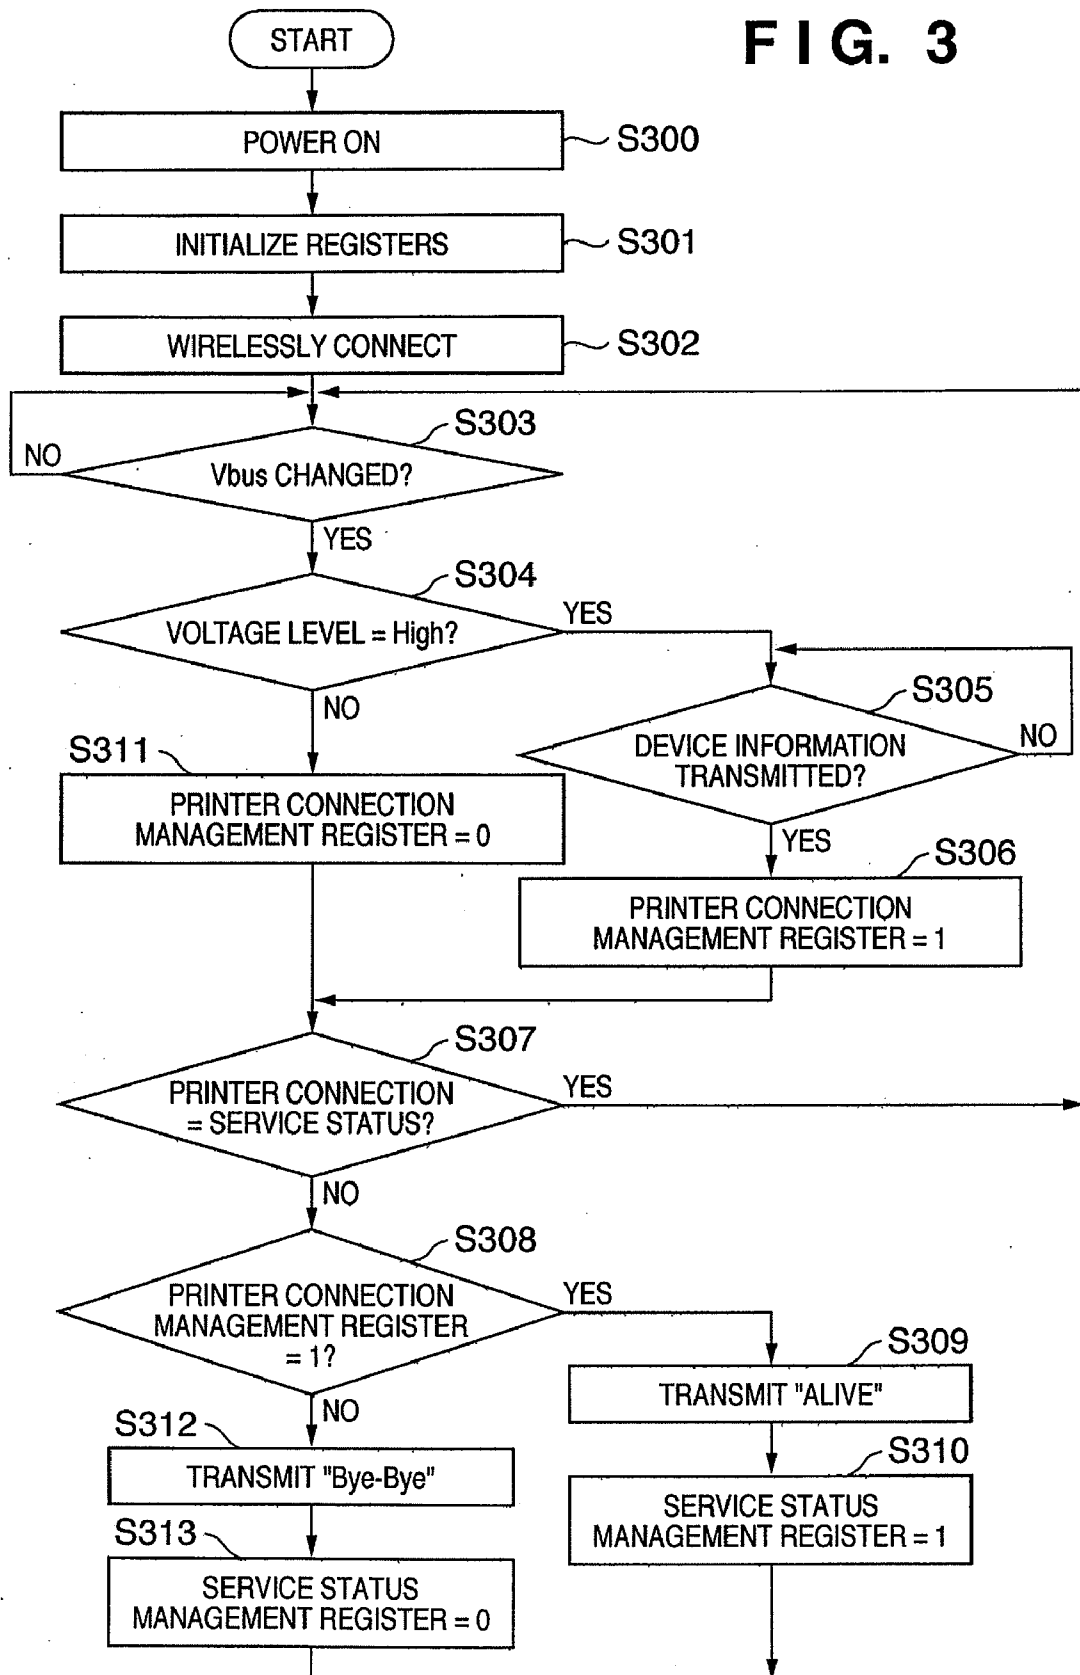 FIG. 3
START
POWER ON
S300
INITIALIZE REGISTERS
S301
WIRELESSLY CONNECT
S302
S303
NO
Vbus CHANGED?
YES
S304
VOLTAGE LEVEL = High?
YES
NO
S305
DEVICE INFORMATION
TRANSMITTED?
NO
YES
S311
PRINTER CONNECTION
MANAGEMENT REGISTER = 0
S306
PRINTER CONNECTION
MANAGEMENT REGISTER = 1
S307
PRINTER CONNECTION
= SERVICE STATUS?
YES
NO
S308
PRINTER CONNECTION
MANAGEMENT REGISTER
= 1?
YES
NO
S309
TRANSMIT "ALIVE"
S310
SERVICE STATUS
MANAGEMENT REGISTER = 1
S312
TRANSMIT "Bye-Bye"
S313
SERVICE STATUS
MANAGEMENT REGISTER = 0